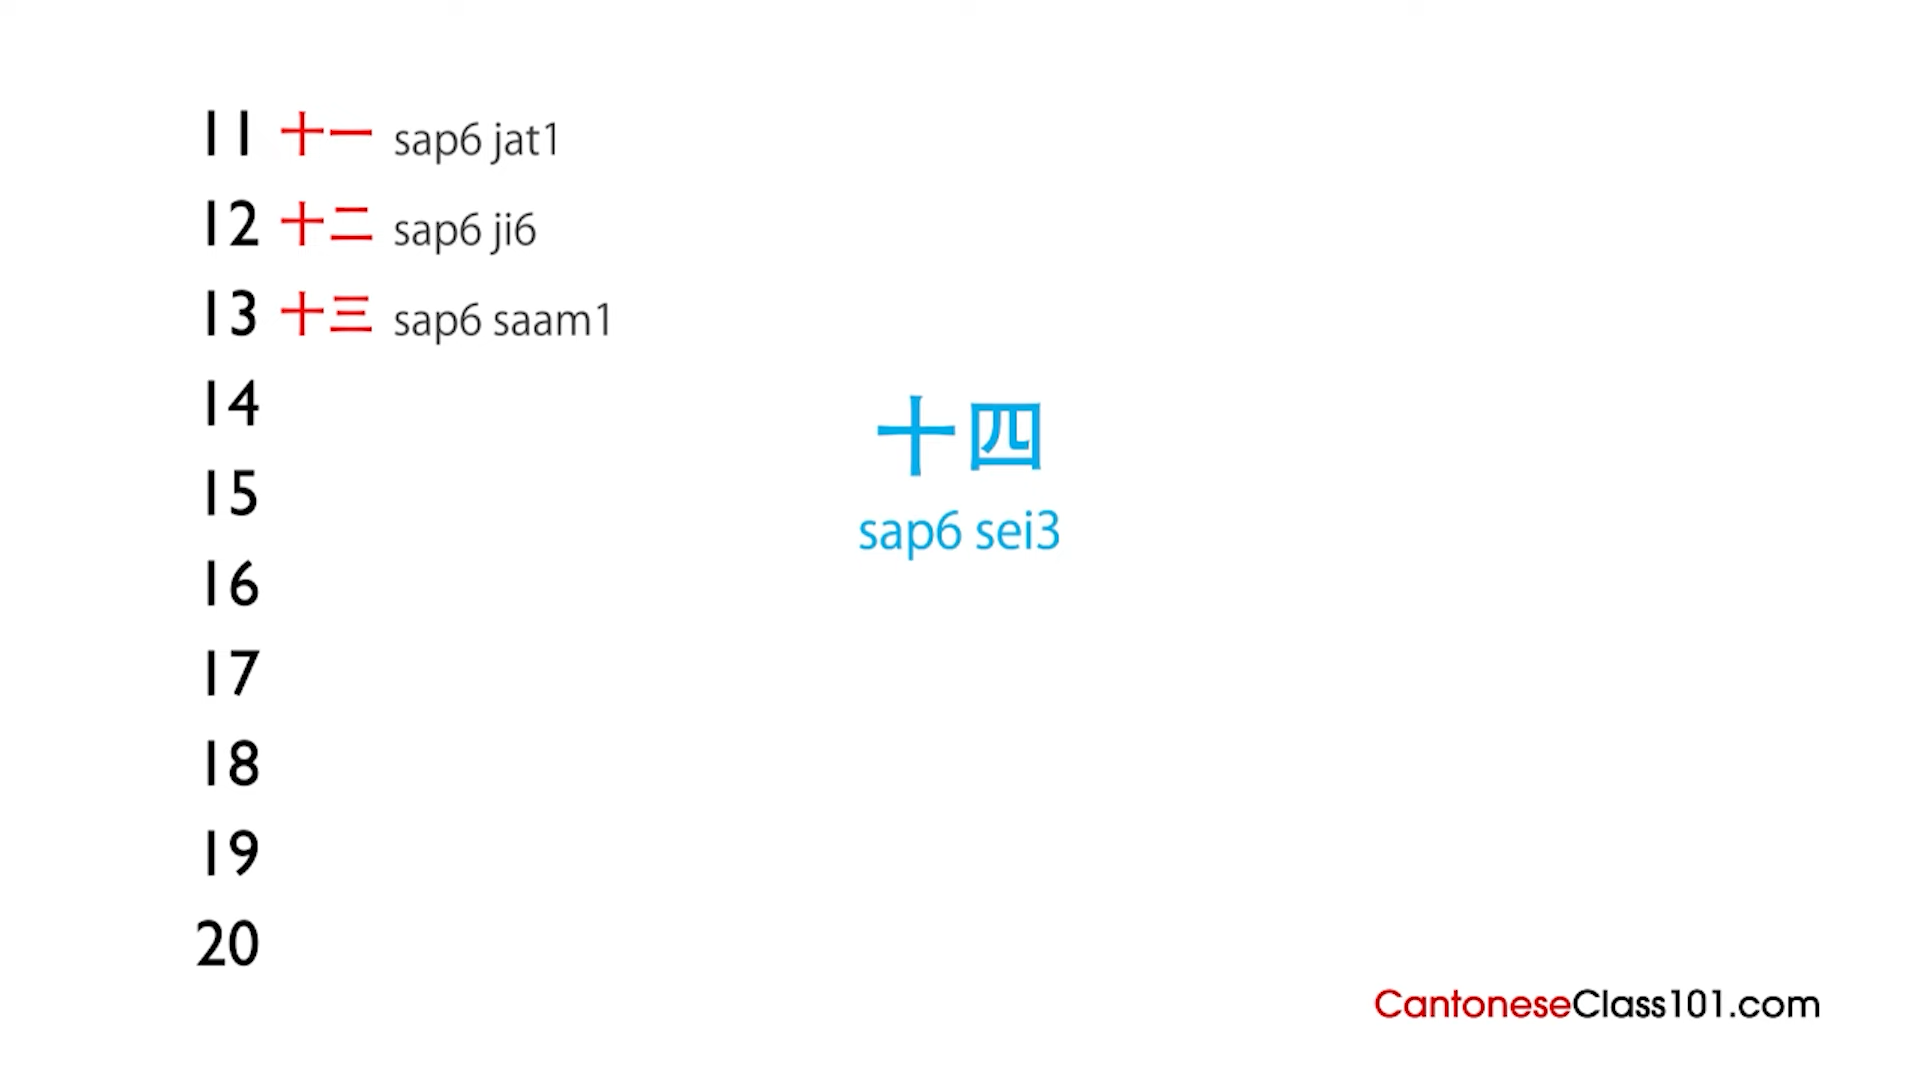 11 十一 sap6 jat1
12 十二 sap6 ji6
13 十三 sap6 saam1
14
十四
sap6 sei3
15
16
17
18
19
20
CantoneseClass101.com